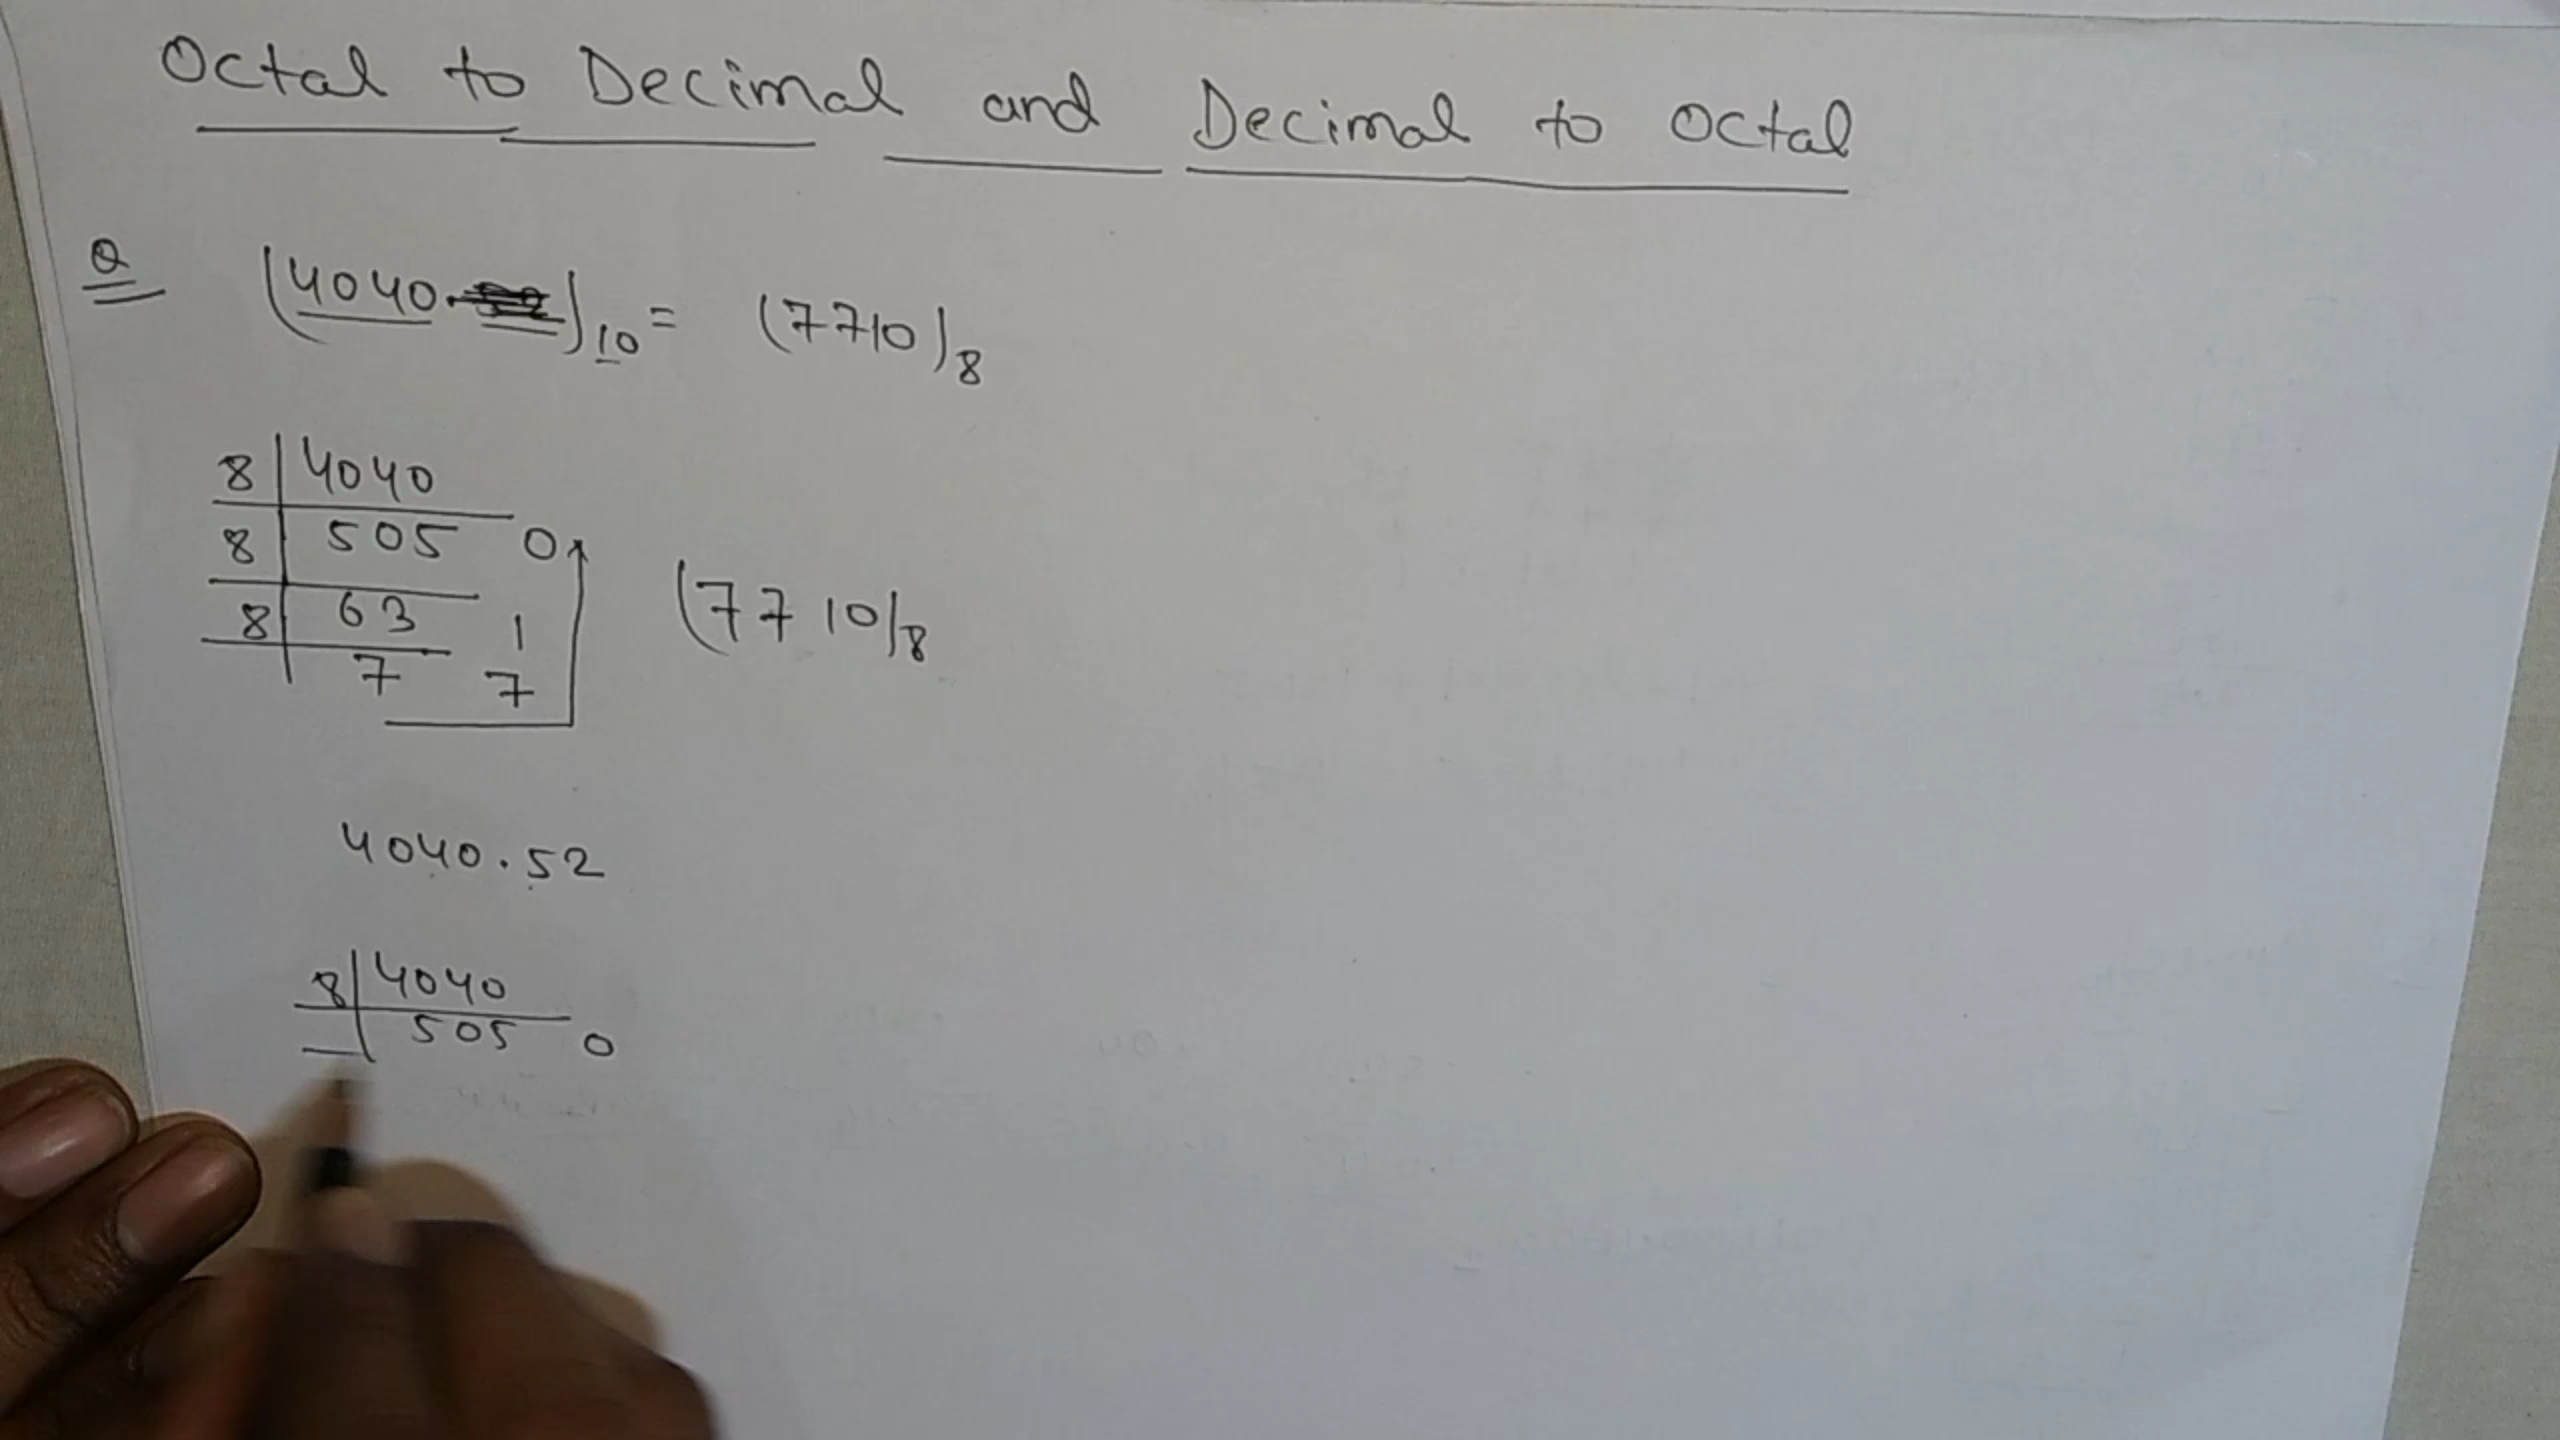 Octal to Decimal and Decimal to Octal
Q (4040.)10 = (7710)8
8 4040
8 505 0
8 63 1
7 7
(7710)8
4040.52
8 4040
505 0